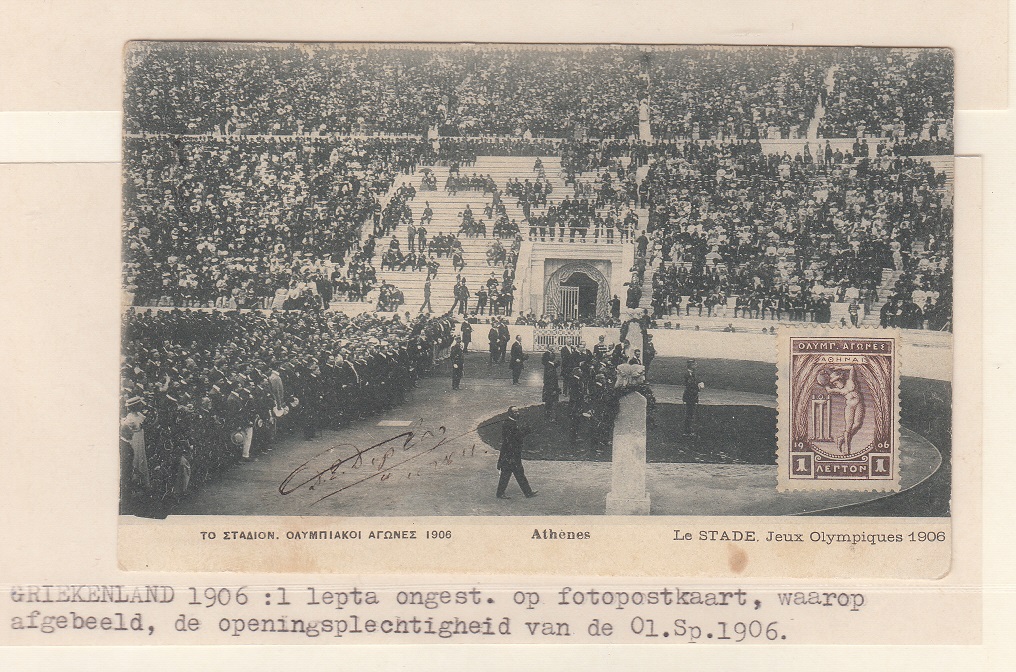 ΟΛΥΜΠ. ΑΓΩΝΕΣ
ΑΘΗΝΑΙ
19 06
1 ΛΕΠΤΟΝ 1
ΤΟ ΣΤΑΔΙΟΝ. ΟΛΥΜΠΙΑΚΟΙ ΑΓΩΝΕΣ 1906 Athènes Le STADE, Jeux Olympiques 1906
GRIEKENLAND 1906 :1 lepta ongest. op fotopostkaart, waarop
afgebeeld, de openingsplechtigheid van de Ol.Sp.1906.